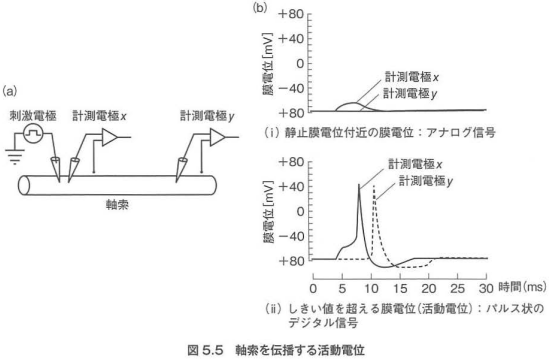 (a)
刺激電極
計測電極x
計測電極y
軸索
(b)
膜電位[mV]
+80
+40
0
−40
+80
計測電極x
計測電極y
(ⅰ)静止膜電位付近の膜電位：アナログ信号
膜電位[mV]
+80
+40
0
−40
+80
計測電極x
計測電極y
0 5 10 15 20 25 30 時間(ms)
(ⅱ)しきい値を超える膜電位(活動電位)：パルス状の
デジタル信号
図 5.5 軸索を伝播する活動電位